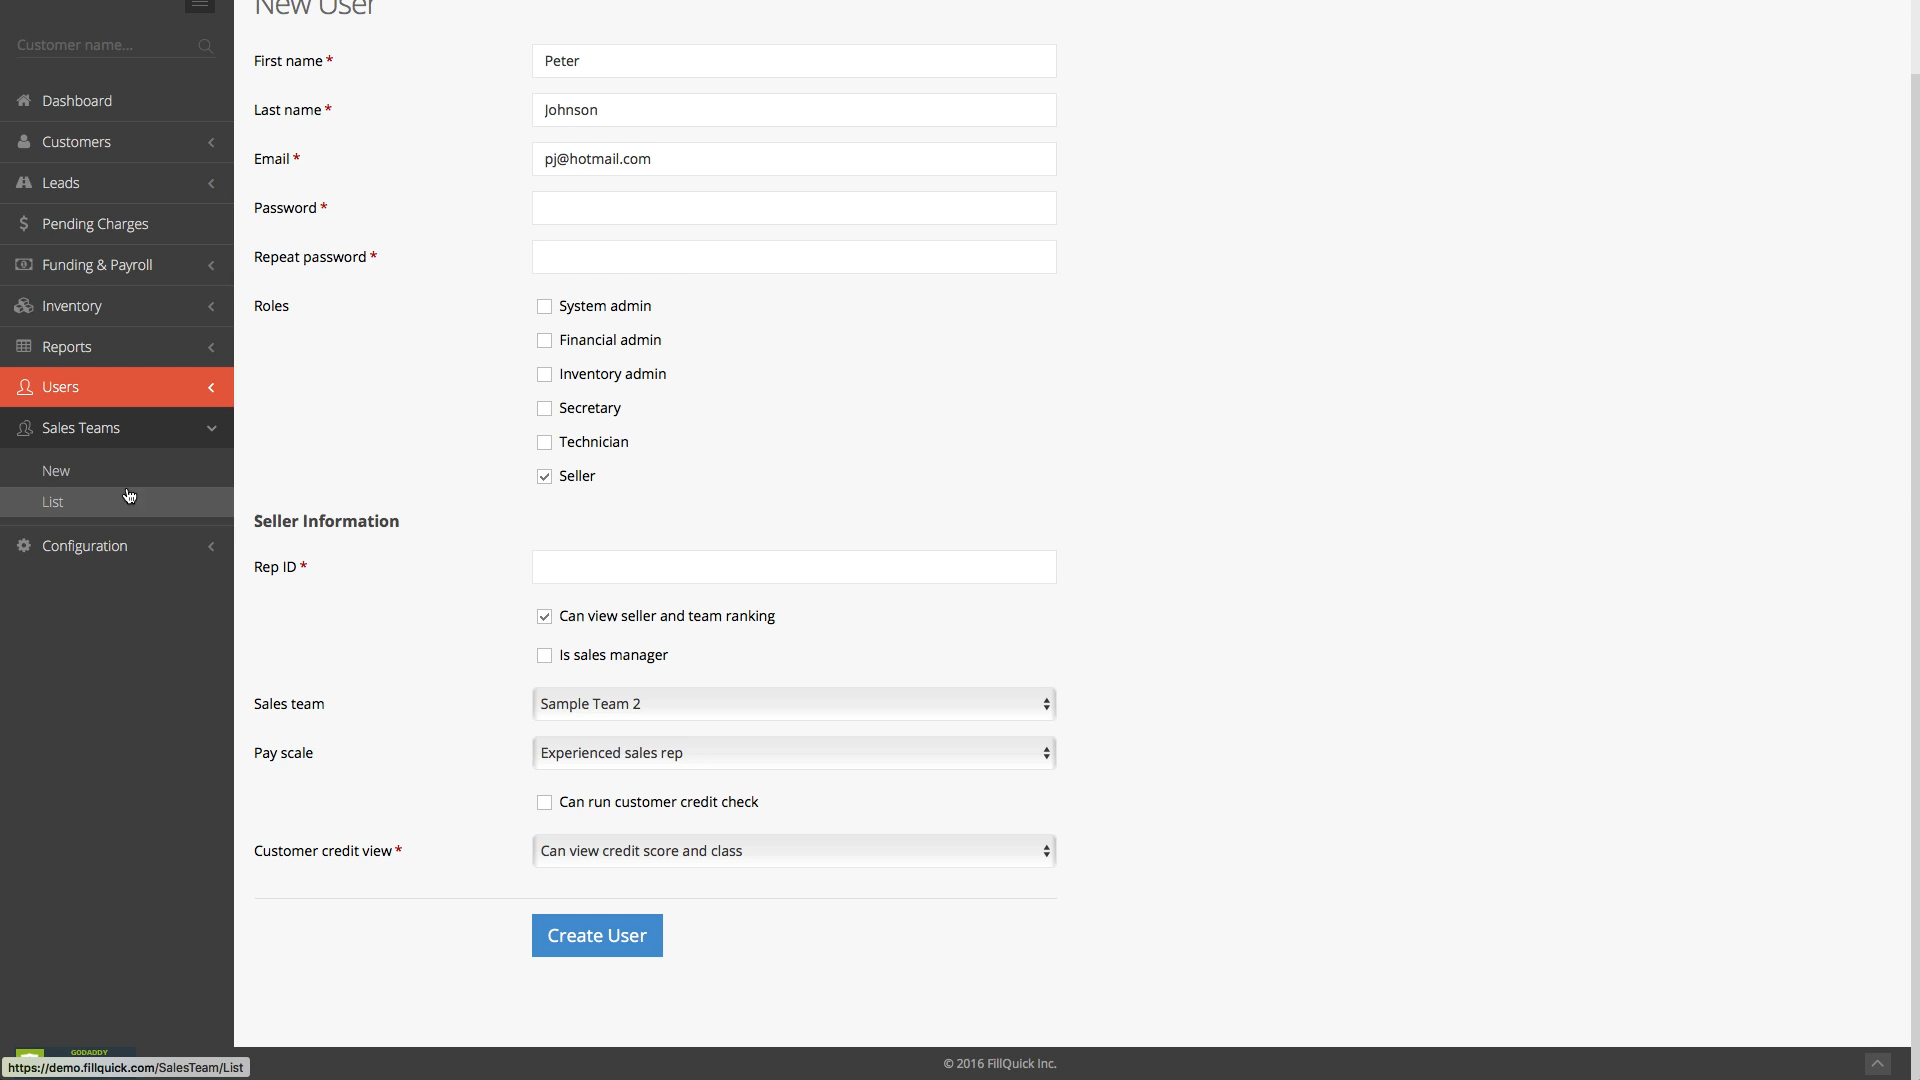 New User
Customer name...
Dashboard
Customers
Leads
Pending Charges
Funding & Payroll
Inventory
Reports
Users
Sales Teams
New
List
Configuration
First name *
Peter
Last name *
Johnson
Email *
pj@hotmail.com
Password *
Repeat password *
Roles
System admin
Financial admin
Inventory admin
Secretary
Technician
Seller
Seller Information
Rep ID *
Can view seller and team ranking
Is sales manager
Sales team
Sample Team 2
Pay scale
Experienced sales rep
Can run customer credit check
Customer credit view *
Can view credit score and class
Create User
GODADDY
https://demo.fillquick.com/SalesTeam/List
© 2016 FillQuick Inc.